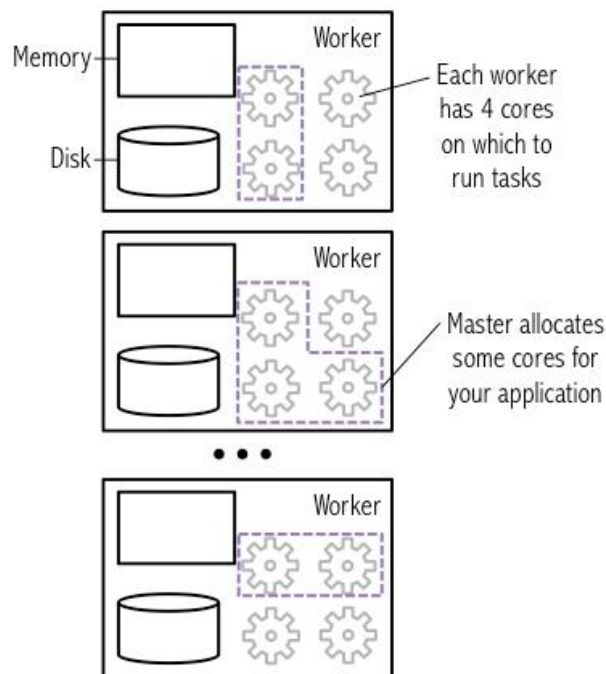 Worker
Memory
Disk
Each worker
has 4 cores
on which to
run tasks
Worker
Master allocates
some cores for
your application
Worker